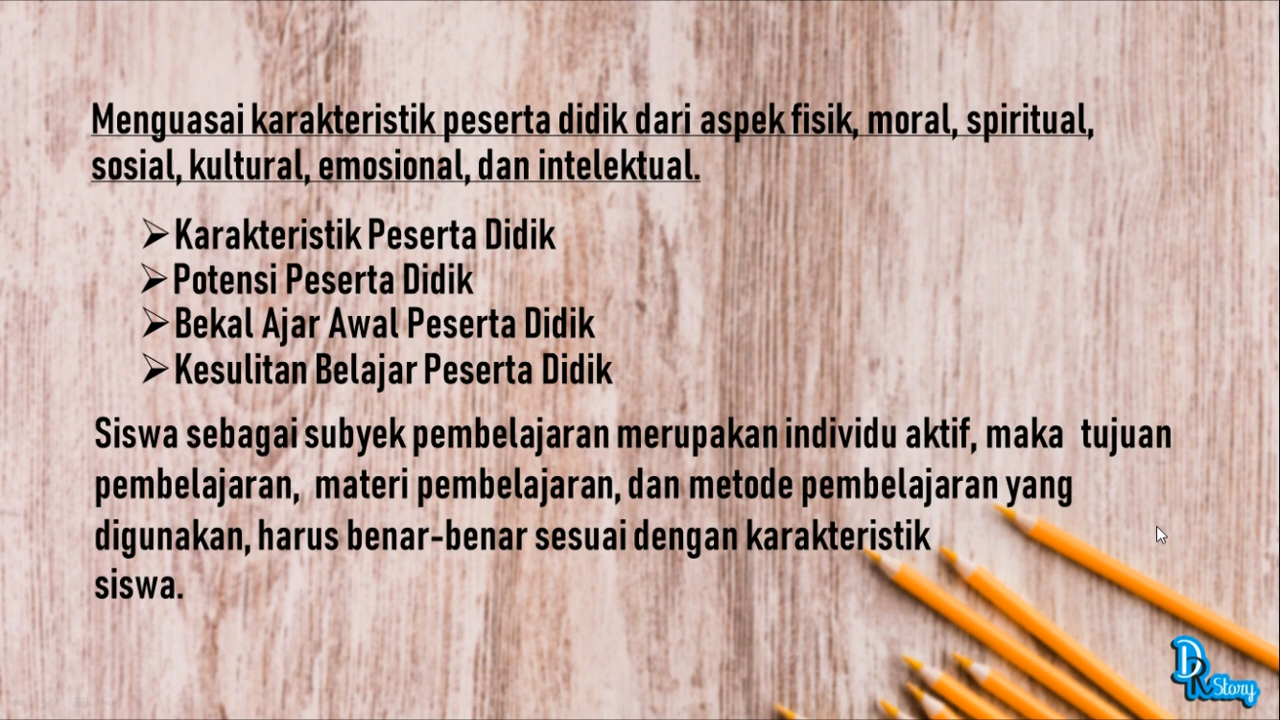 Menguasai karakteristik peserta didik dari aspek fisik, moral, spiritual,
sosial, kultural, emosional, dan intelektual.
➢Karakteristik Peserta Didik
➢Potensi Peserta Didik
➢Bekal Ajar Awal Peserta Didik
➢Kesulitan Belajar Peserta Didik
Siswa sebagai subyek pembelajaran merupakan individu aktif, maka tujuan
pembelajaran, materi pembelajaran, dan metode pembelajaran yang
digunakan, harus benar-benar sesuai dengan karakteristik
siswa.
DR Story